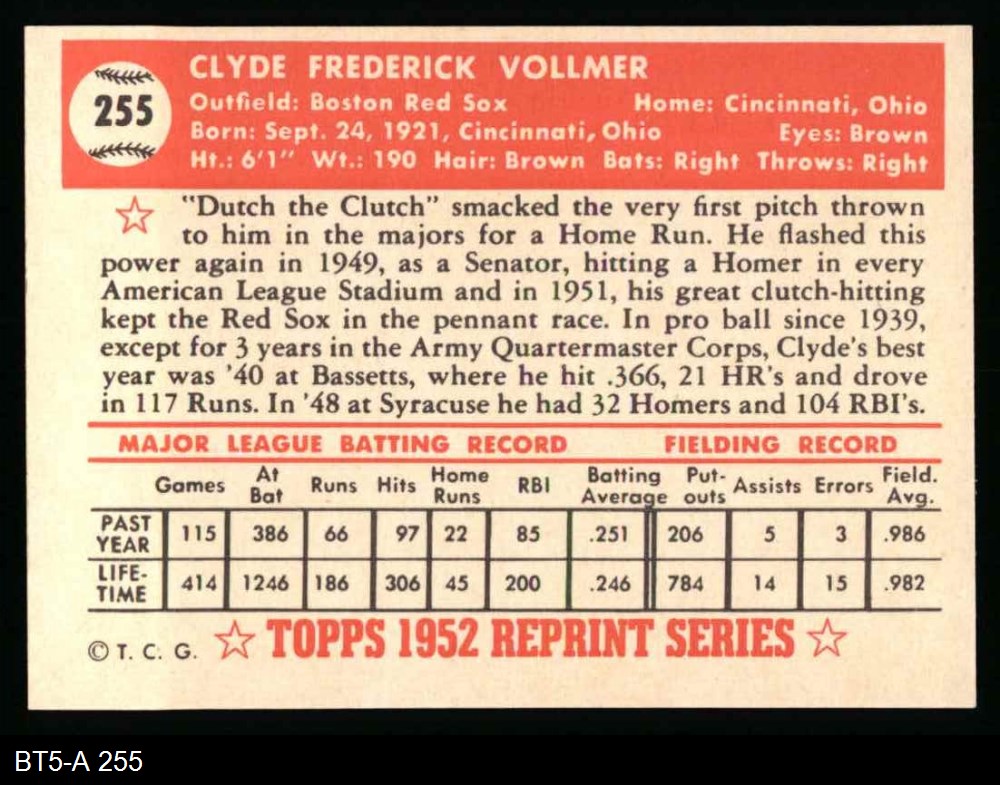 255
CLYDE FREDERICK VOLLMER
Outfield: Boston Red Sox Home: Cincinnati, Ohio
Born: Sept. 24, 1921, Cincinnati, Ohio Eyes: Brown
Ht.: 6'1" Wt.: 190 Hair: Brown Bats: Right Throws: Right
"Dutch the Clutch" smacked the very first pitch thrown
to him in the majors for a Home Run. He flashed this
power again in 1949, as a Senator, hitting a Homer in every
American League Stadium and in 1951, his great clutch-hitting
kept the Red Sox in the pennant race. In pro ball since 1939,
except for 3 years in the Army Quartermaster Corps, Clyde's best
year was '40 at Bassetts, where he hit .366, 21 HR's and drove
in 117 Runs. In '48 at Syracuse he had 32 Homers and 104 RBI's.
MAJOR LEAGUE BATTING RECORD FIELDING RECORD
Games At Bat Runs Hits Home Runs RBI Batting Average Put-outs Assists Errors Field. Avg.
PAST YEAR 115 386 66 97 22 85 .251 206 5 3 .986
LIFE-TIME 414 1246 186 306 45 200 .246 784 14 15 .982
© T. C. G. TOPPS 1952 REPRINT SERIES
BT5-A 255